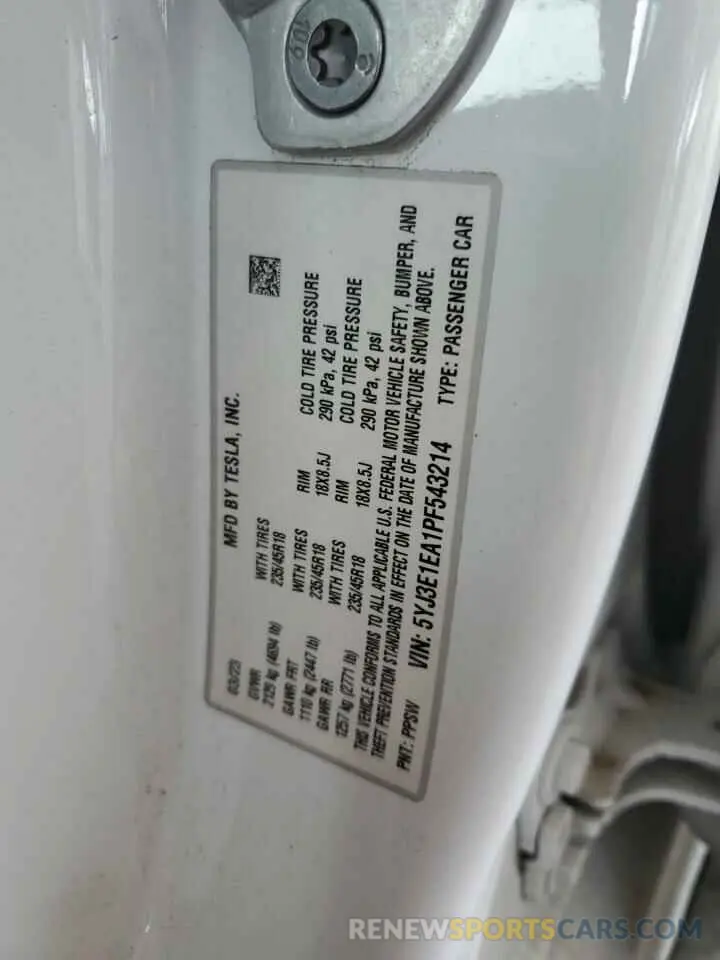 10.9
MFD BY TESLA, INC.
03/23
GVWR
2129 kg (4694 lb)
WITH TIRES
235/45R18
GAWR FRT
1110 kg (2447 lb)
WITH TIRES
235/45R18
RIM
18X8.5J
COLD TIRE PRESSURE
290 kPa, 42 psi
GAWR RR
1257 kg (2771 lb)
WITH TIRES
235/45R18
RIM
18X8.5J
COLD TIRE PRESSURE
290 kPa, 42 psi
THIS VEHICLE CONFORMS TO ALL APPLICABLE U.S. FEDERAL MOTOR VEHICLE SAFETY, BUMPER, AND
THEFT PREVENTION STANDARDS IN EFFECT ON THE DATE OF MANUFACTURE SHOWN ABOVE.
PNT: PPSW VIN: 5YJ3E1EA1PF543214 TYPE: PASSENGER CAR
RENEWSPORTSCARS.COM